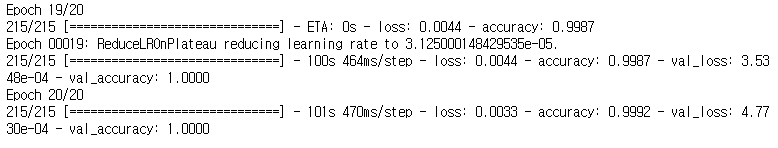 Epoch 19/20
215/215 [==============================] - ETA: 0s - loss: 0.0044 - accuracy: 0.9987
Epoch 00019: ReduceLROnPlateau reducing learning rate to 3.125000148429535e-05.
215/215 [==============================] - 100s 464ms/step - loss: 0.0044 - accuracy: 0.9987 - val_loss: 3.53
48e-04 - val_accuracy: 1.0000
Epoch 20/20
215/215 [==============================] - 101s 470ms/step - loss: 0.0033 - accuracy: 0.9992 - val_loss: 4.77
30e-04 - val_accuracy: 1.0000